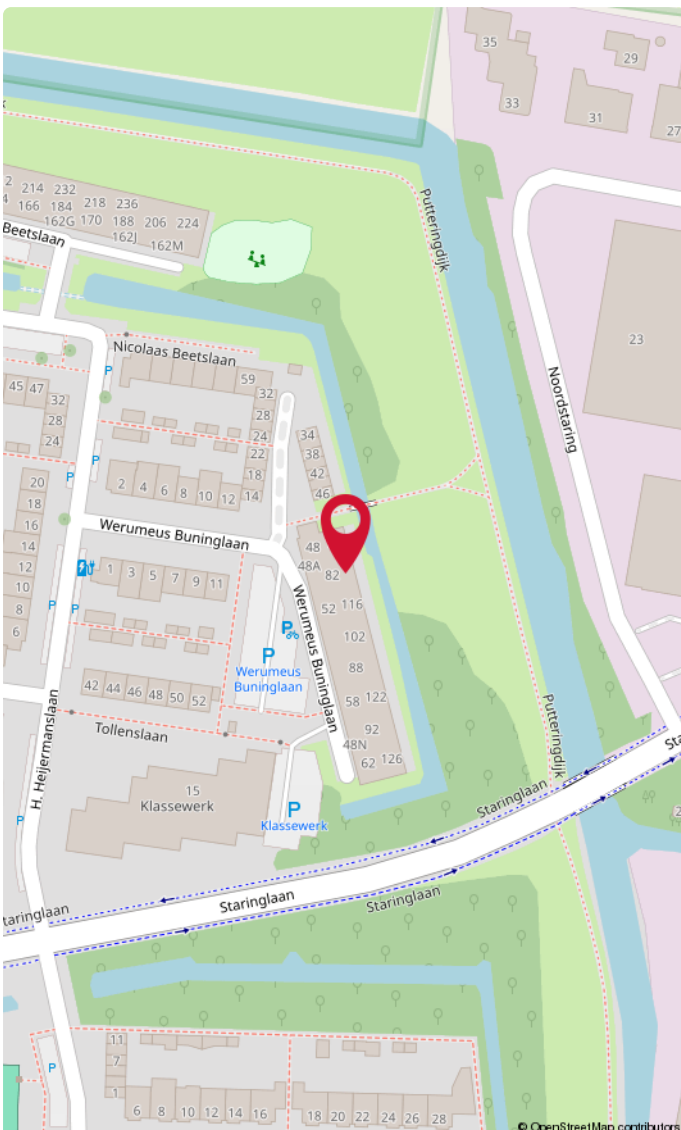 35
29
33
31
27
k
2 214 232
4 166 184 218 236
162G 170 188 206 224
162J
162M
Beetslaan
Putteringdijk
23
Noordstaring
Nicolaas Beetslaan
P
59
32
28
24
22
18
14
45 47
32
28
24
34
38
42
46
P
P
2 4 6 8 10 12
20
18
16
14
12
10
8
6
Werumeus Buninglaan
48
48A
82
1 3 5 7 9 11
52 116
102
88
58 122
92
48N
62 126
P
P
P
P
Werumeus
Buninglaan
Werumeus Buninglaan
42 44 46 48 50 52
Tollenslaan
H. Heijermanslaan
15
Klassewerk
P
Klassewerk
P
Putteringdijk
Sta
Staringlaan
2
taringlaan
Staringlaan
Staringlaan
P
11
7
1
6 8 10 12 14 16
18 20 22 24 26 28
© OpenStreetMap contributors